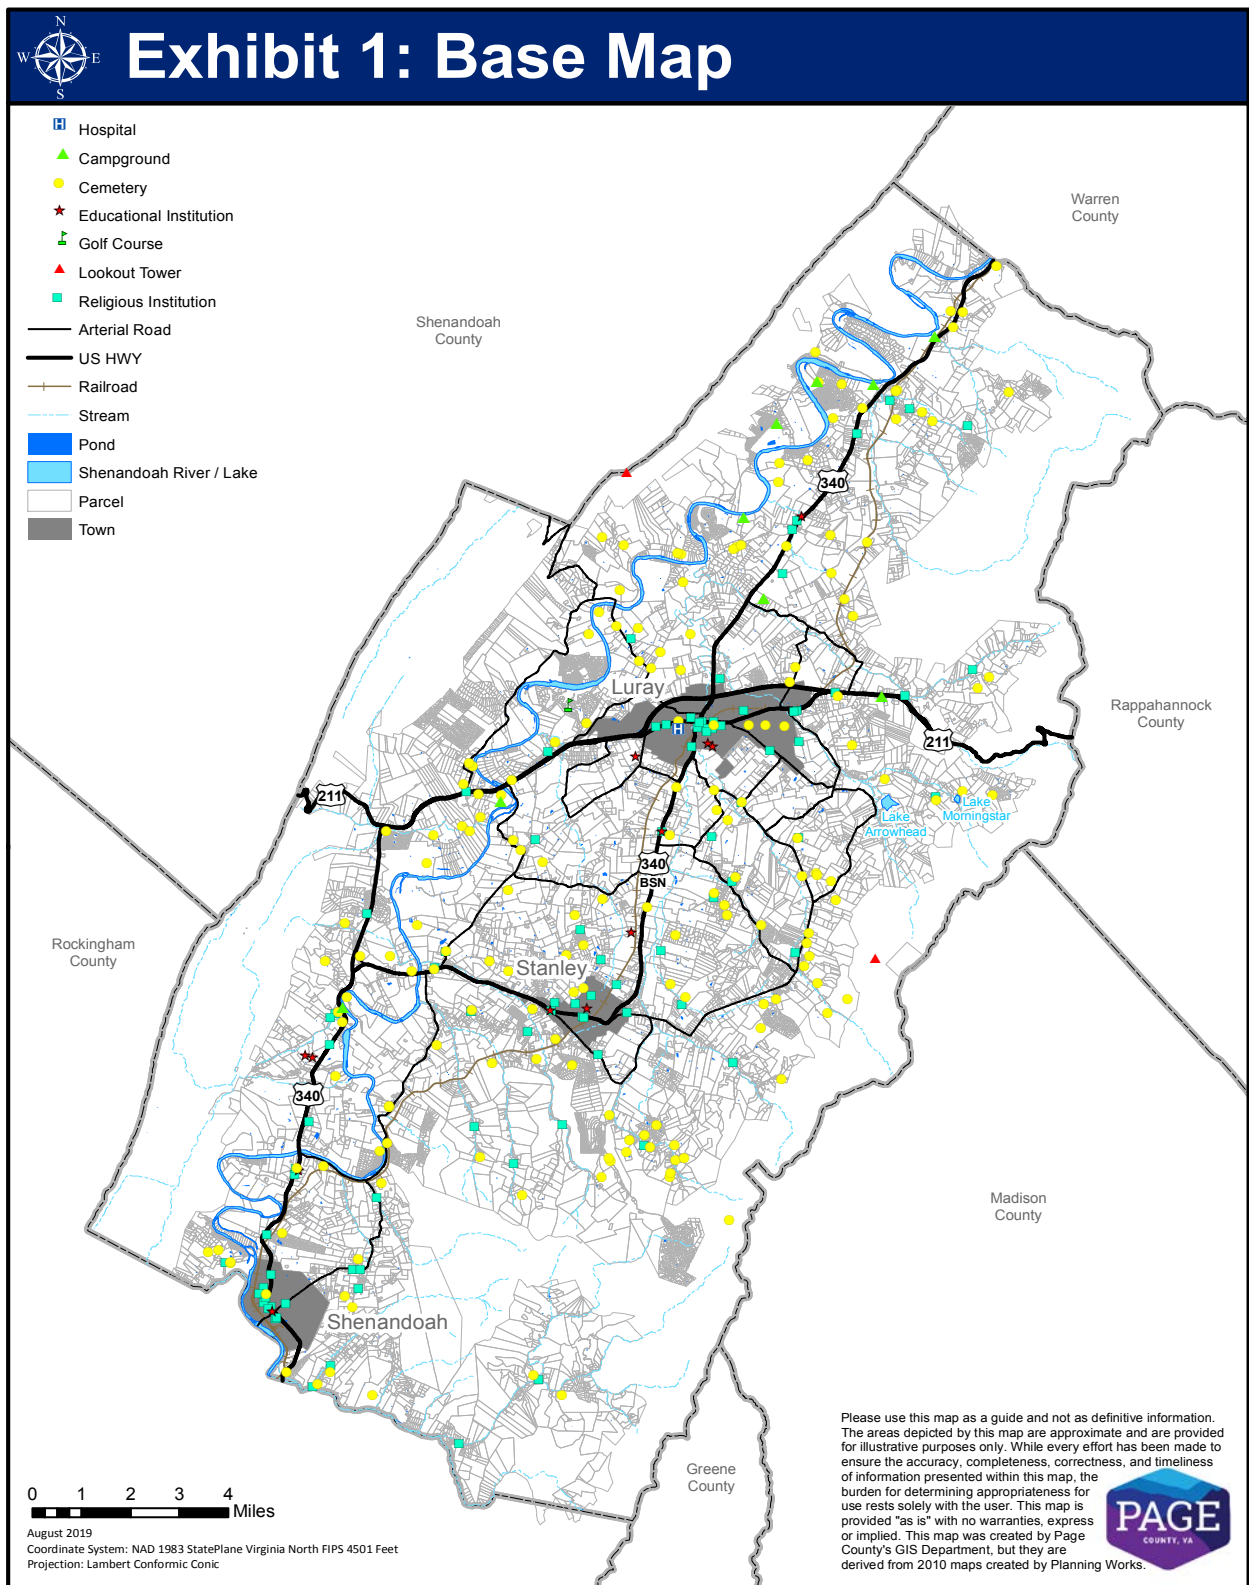 N
W E
S
Exhibit 1: Base Map
H Hospital
Campground
Cemetery
Educational Institution
Golf Course
Lookout Tower
Religious Institution
Arterial Road
US HWY
Railroad
Stream
Pond
Shenandoah River / Lake
Parcel
Town
Warren
County
Shenandoah
County
340
Luray
H
Rappahannock
County
211
211
Lake
Morningstar
Lake
Arrowhead
340
BSN
Rockingham
County
Stanley
340
Madison
County
Shenandoah
Greene
County
0 1 2 3 4
Miles
August 2019
Coordinate System: NAD 1983 StatePlane Virginia North FIPS 4501 Feet
Projection: Lambert Conformic Conic
Please use this map as a guide and not as definitive information.
The areas depicted by this map are approximate and are provided
for illustrative purposes only. While every effort has been made to
ensure the accuracy, completeness, correctness, and timeliness
of information presented within this map, the
burden for determining appropriateness for
use rests solely with the user. This map is
provided "as is" with no warranties, express
or implied. This map was created by Page
County's GIS Department, but they are
derived from 2010 maps created by Planning Works.
PAGE
COUNTY, VA